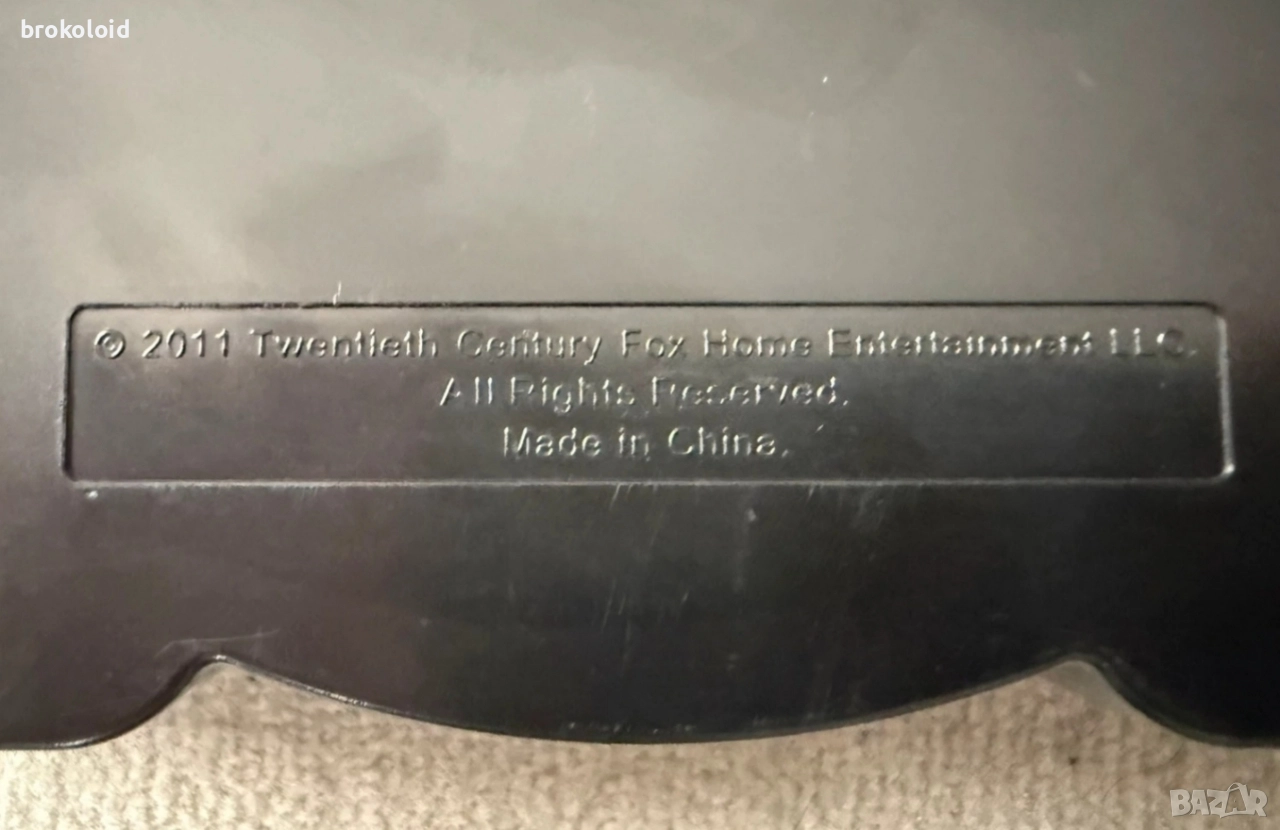 brokoloid
© 2011 Twentieth Century Fox Home Entertainment LLC.
All Rights Reserved.
Made in China.
BAZAR